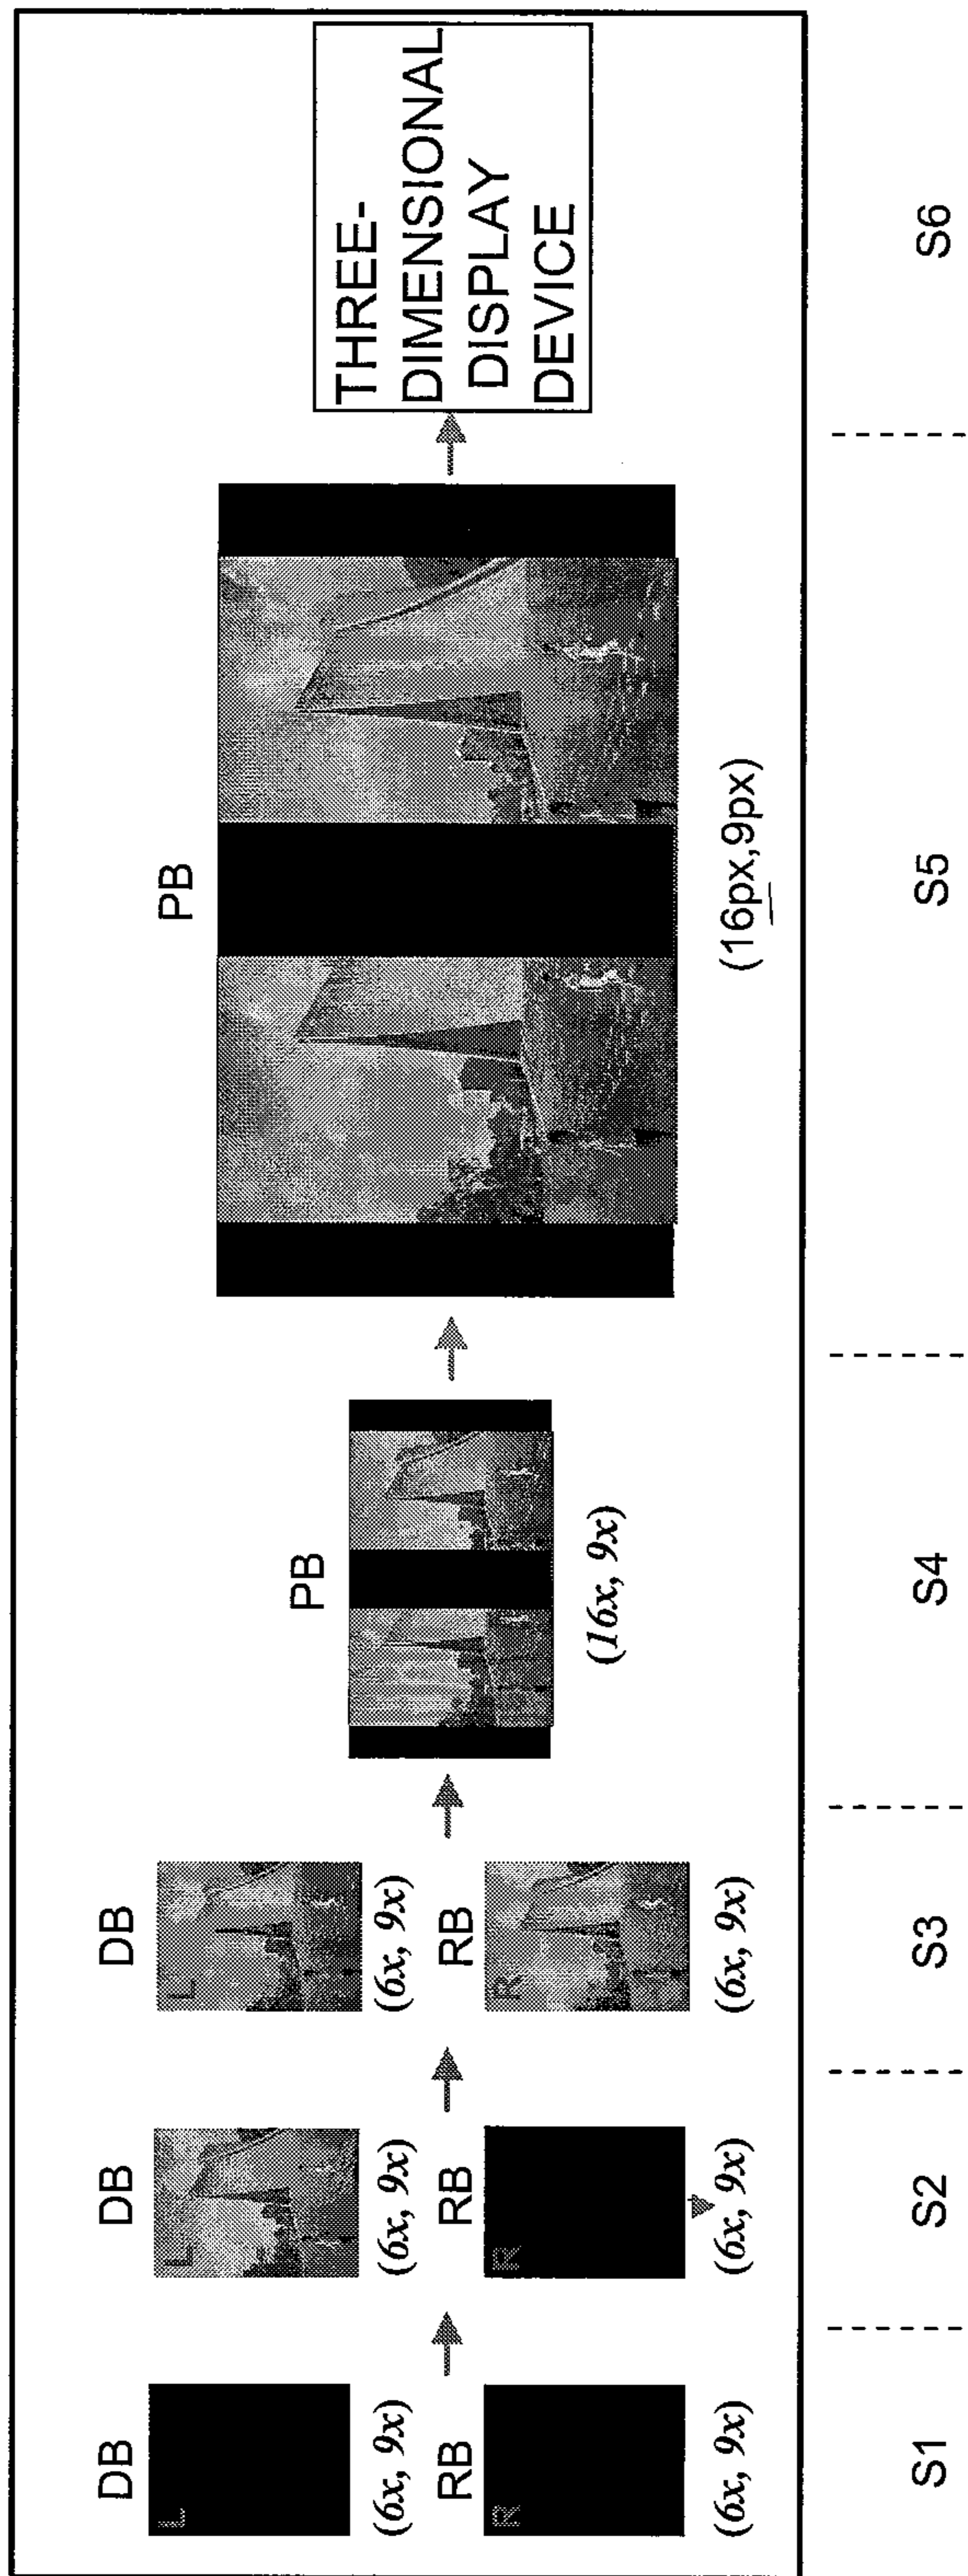 DB
L
(6x, 9x)
RB
R
(6x, 9x)
S1
DB
L
(6x, 9x)
RB
R
(6x, 9x)
S2
DB
L
(6x, 9x)
RB
R
(6x, 9x)
S3
PB
(16x, 9x)
S4
PB
(16px,9px)
S5
THREE-
DIMENSIONAL
DISPLAY
DEVICE
S6